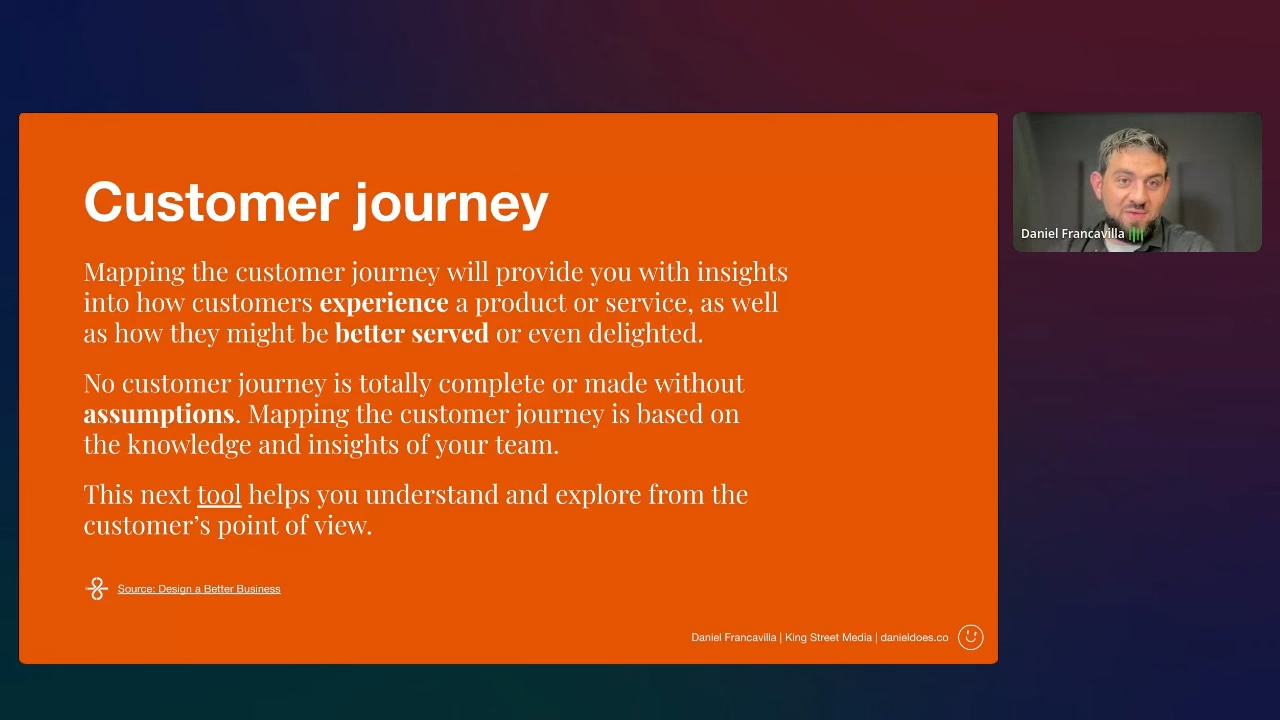 Customer journey
Mapping the customer journey will provide you with insights
into how customers experience a product or service, as well
as how they might be better served or even delighted.
No customer journey is totally complete or made without
assumptions. Mapping the customer journey is based on
the knowledge and insights of your team.
This next tool helps you understand and explore from the
customer’s point of view.
Source: Design a Better Business
Daniel Francavilla | King Street Media | danieldoes.co
Daniel Francavilla